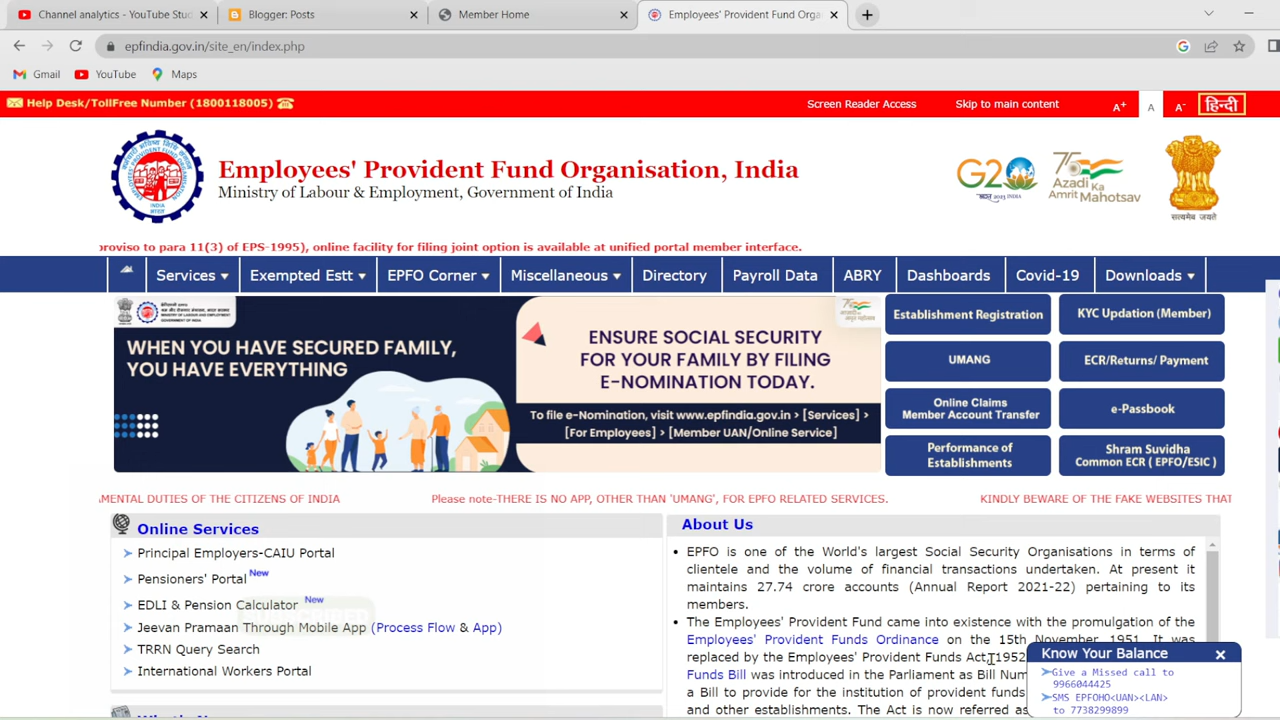 Channel analytics - YouTube Stud
Blogger: Posts
Member Home
Employees' Provident Fund Orga
epfindia.gov.in/site_en/index.php
Gmail
YouTube
Maps
Help Desk/TollFree Number (1800118005)
Screen Reader Access
Skip to main content
A+
A
A-
हिन्दी
Employees' Provident Fund Organisation, India
Ministry of Labour & Employment, Government of India
G20
75
Azadi Ka
Amrit Mahotsav
सत्यमेव जयते
proviso to para 11(3) of EPS-1995), online facility for filing joint option is available at unified portal member interface.
Services
Exempted Estt
EPFO Corner
Miscellaneous
Directory
Payroll Data
ABRY
Dashboards
Covid-19
Downloads
WHEN YOU HAVE SECURED FAMILY,
YOU HAVE EVERYTHING
ENSURE SOCIAL SECURITY
FOR YOUR FAMILY BY FILING
E-NOMINATION TODAY.
To file e-Nomination, visit www.epfindia.gov.in > [Services] >
[For Employees] > [Member UAN/Online Service]
Establishment Registration
KYC Updation (Member)
UMANG
ECR/Returns/ Payment
Online Claims
Member Account Transfer
e-Passbook
Performance of
Establishments
Shram Suvidha
Common ECR ( EPFO/ESIC )
AMENTAL DUTIES OF THE CITIZENS OF INDIA
Please note-THERE IS NO APP, OTHER THAN 'UMANG', FOR EPFO RELATED SERVICES.
KINDLY BEWARE OF THE FAKE WEBSITES THAT
Online Services
Principal Employers-CAIU Portal
Pensioners' Portal New
EDLI & Pension Calculator New
Jeevan Pramaan Through Mobile App (Process Flow & App)
TRRN Query Search
International Workers Portal
About Us
EPFO is one of the World's largest Social Security Organisations in terms of
clientele and the volume of financial transactions undertaken. At present it
maintains 27.74 crore accounts (Annual Report 2021-22) pertaining to its
members.
The Employees' Provident Fund came into existence with the promulgation of the
Employees' Provident Funds Ordinance on the 15th November, 1951. It was
replaced by the Employees' Provident Funds Act, 1952
Funds Bill was introduced in the Parliament as Bill Num
a Bill to provide for the institution of provident funds
and other establishments. The Act is now referred as
Know Your Balance
Give a Missed call to
9966044425
SMS EPFOHO<UAN><LAN>
to 7738299899